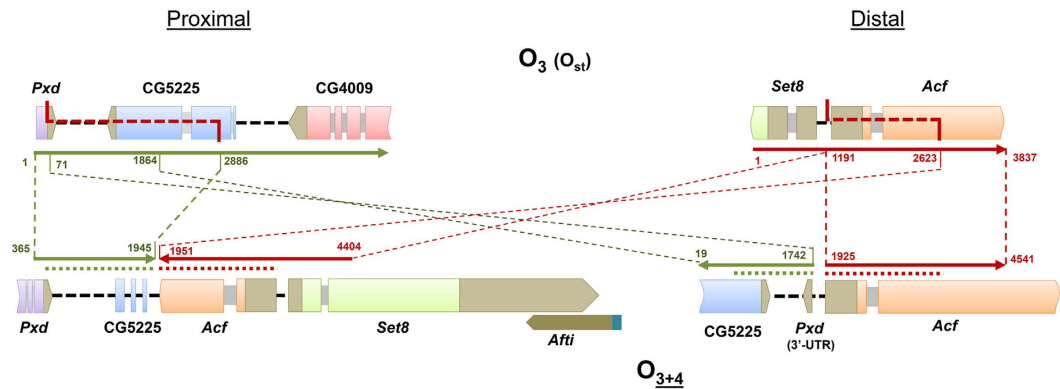 Proximal
Distal
O3 (Ost)
Pxd
CG5225
CG4009
Set8
Acf
1
71
1864
2886
1
1191
2623
3837
365
1945
1951
4404
19
1742
1925
4541
Pxd
CG5225
Acf
Set8
Afti
CG5225
Pxd
(3'-UTR)
Acf
O3+4